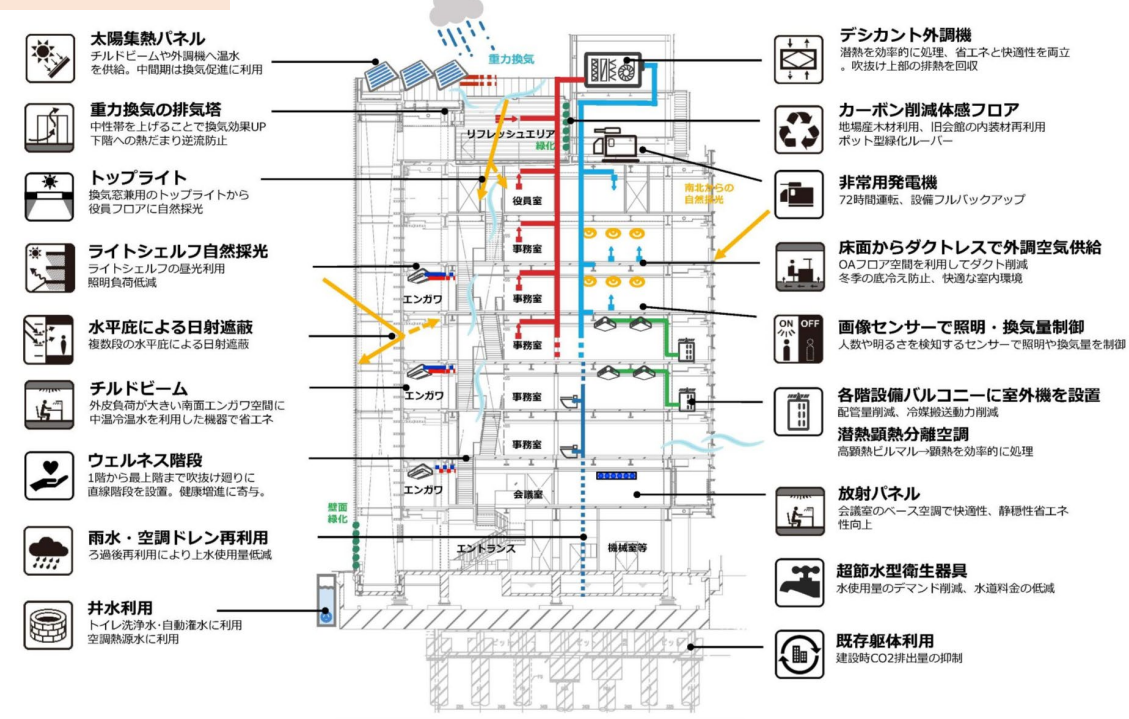 太陽集熱パネル
チルドビームや外調機へ温水
を供給。中間期は換気促進に利用
重力換気の排気塔
中性帯を上げることで換気効果UP
下階への熱だまり逆流防止
トップライト
換気窓兼用のトップライトから
役員フロアに自然採光
ライトシェルフ自然採光
ライトシェルフの昼光利用
照明負荷低減
水平庇による日射遮蔽
複数段の水平庇による日射遮蔽
チルドビーム
外皮負荷が大きい南面エンガワ空間に
中温冷温水を利用した機器で省エネ
ウェルネス階段
1階から最上階まで吹抜け廻りに
直線階段を設置。健康増進に寄与。
雨水・空調ドレン再利用
ろ過後再利用により上水使用量低減
井水利用
トイレ洗浄水・自動潅水に利用
空調熱源水に利用
重力換気
リフレッシュエリア
緑化
役員室
南北からの
自然採光
事務室
エンガワ
事務室
事務室
エンガワ
事務室
事務室
エンガワ
会議室
壁面
緑化
エントランス
機械室等
デシカント外調機
潜熱を効率的に処理、省エネと快適性を両立
。吹抜け上部の排熱を回収
カーボン削減体感フロア
地場産木材利用、旧会館の内装材再利用
ポット型緑化ルーバー
非常用発電機
72時間運転、設備フルバックアップ
床面からダクトレスで外調空気供給
OAフロア空間を利用してダクト削減
冬季の底冷え防止、快適な室内環境
ON OFF
画像センサーで照明・換気量制御
人数や明るさを検知するセンサーで照明や換気量を制御
各階設備バルコニーに室外機を設置
配管量削減、冷媒搬送動力削減
潜熱顕熱分離空調
高顕熱ビルマル→顕熱を効率的に処理
放射パネル
会議室のベース空調で快適性、静穏性省エネ
性向上
超節水型衛生器具
水使用量のデマンド削減、水道料金の低減
既存躯体利用
建設時CO2排出量の抑制